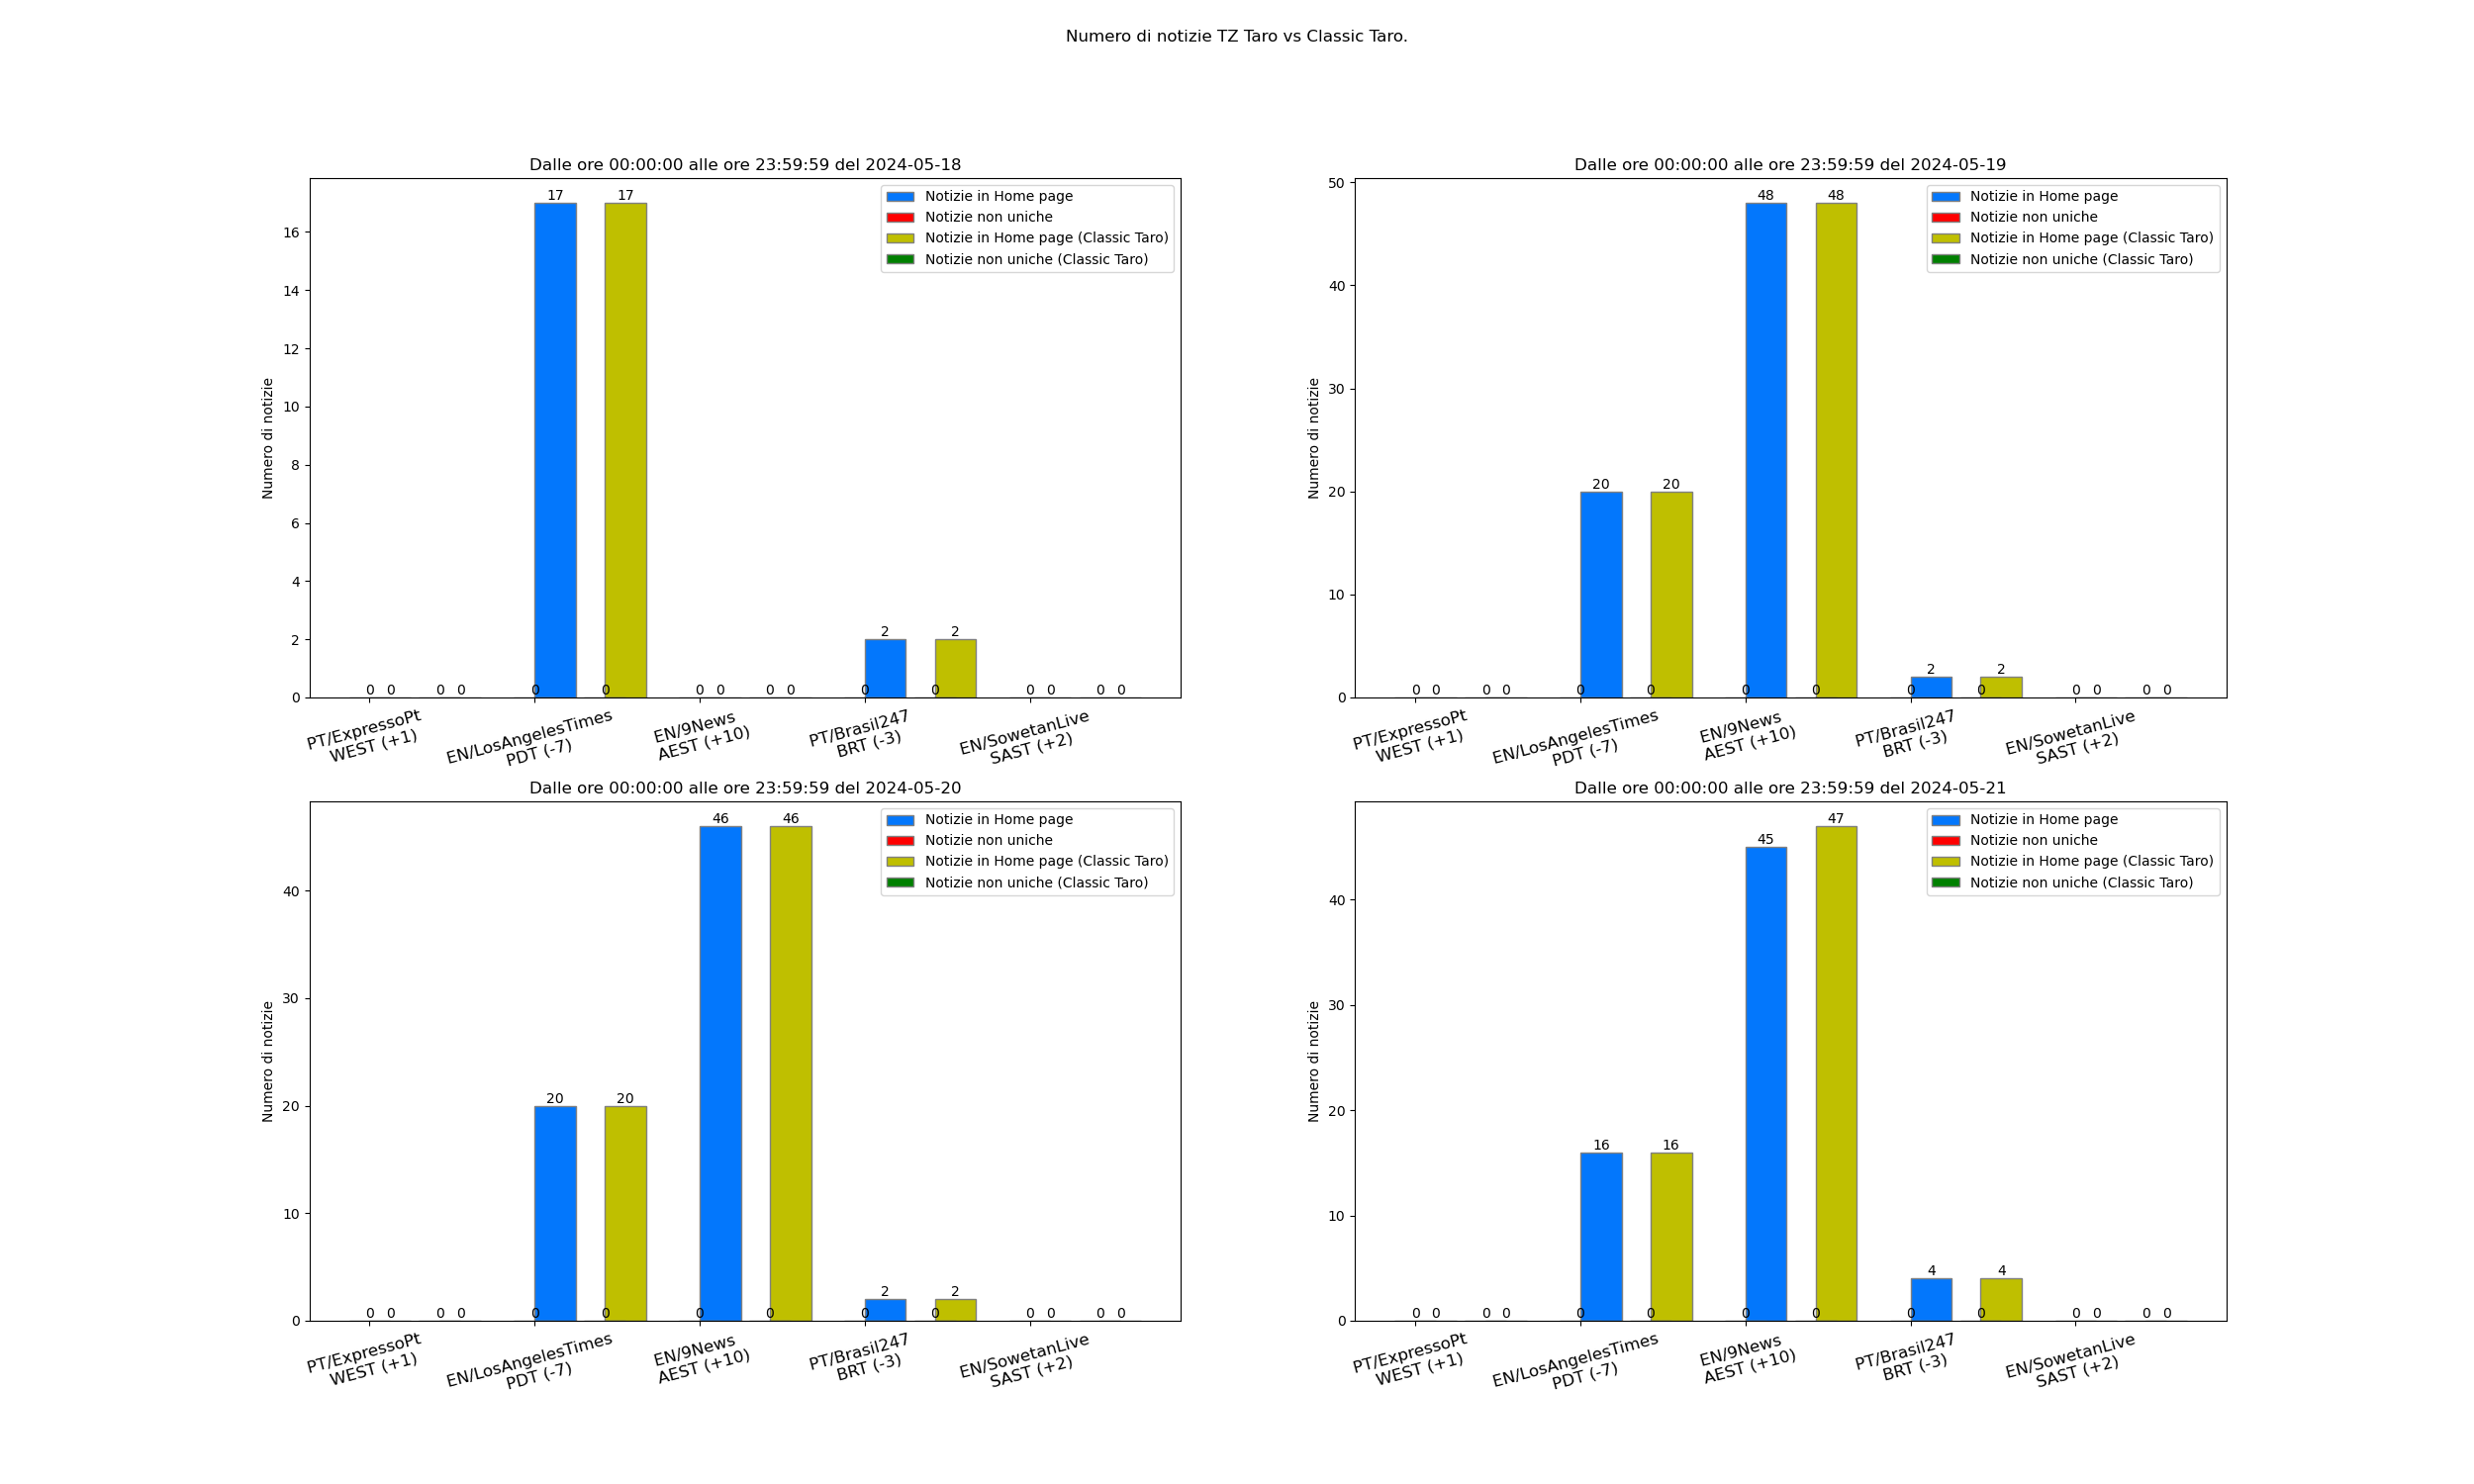 Numero di notizie TZ Taro vs Classic Taro.
Dalle ore 00:00:00 alle ore 23:59:59 del 2024-05-18
Numero di notizie
16
14
12
10
8
6
4
2
0
17 17
2 2
0 0 0 0 0 0 0 0 0 0 0 0 0 0 0 0
Notizie in Home page
Notizie non uniche
Notizie in Home page (Classic Taro)
Notizie non uniche (Classic Taro)
PT/ExpressoPt
WEST (+1)
EN/LosAngelesTimes
PDT (-7)
EN/9News
AEST (+10)
PT/Brasil247
BRT (-3)
EN/SowetanLive
SAST (+2)
Dalle ore 00:00:00 alle ore 23:59:59 del 2024-05-19
Numero di notizie
50
40
30
20
10
0
48 48
20 20
2 2
0 0 0 0 0 0 0 0 0 0 0 0 0 0
Notizie in Home page
Notizie non uniche
Notizie in Home page (Classic Taro)
Notizie non uniche (Classic Taro)
PT/ExpressoPt
WEST (+1)
EN/LosAngelesTimes
PDT (-7)
EN/9News
AEST (+10)
PT/Brasil247
BRT (-3)
EN/SowetanLive
SAST (+2)
Dalle ore 00:00:00 alle ore 23:59:59 del 2024-05-20
Numero di notizie
40
30
20
10
0
46 46
20 20
2 2
0 0 0 0 0 0 0 0 0 0 0 0 0 0
Notizie in Home page
Notizie non uniche
Notizie in Home page (Classic Taro)
Notizie non uniche (Classic Taro)
PT/ExpressoPt
WEST (+1)
EN/LosAngelesTimes
PDT (-7)
EN/9News
AEST (+10)
PT/Brasil247
BRT (-3)
EN/SowetanLive
SAST (+2)
Dalle ore 00:00:00 alle ore 23:59:59 del 2024-05-21
Numero di notizie
40
30
20
10
0
45 47
16 16
4 4
0 0 0 0 0 0 0 0 0 0 0 0 0 0
Notizie in Home page
Notizie non uniche
Notizie in Home page (Classic Taro)
Notizie non uniche (Classic Taro)
PT/ExpressoPt
WEST (+1)
EN/LosAngelesTimes
PDT (-7)
EN/9News
AEST (+10)
PT/Brasil247
BRT (-3)
EN/SowetanLive
SAST (+2)